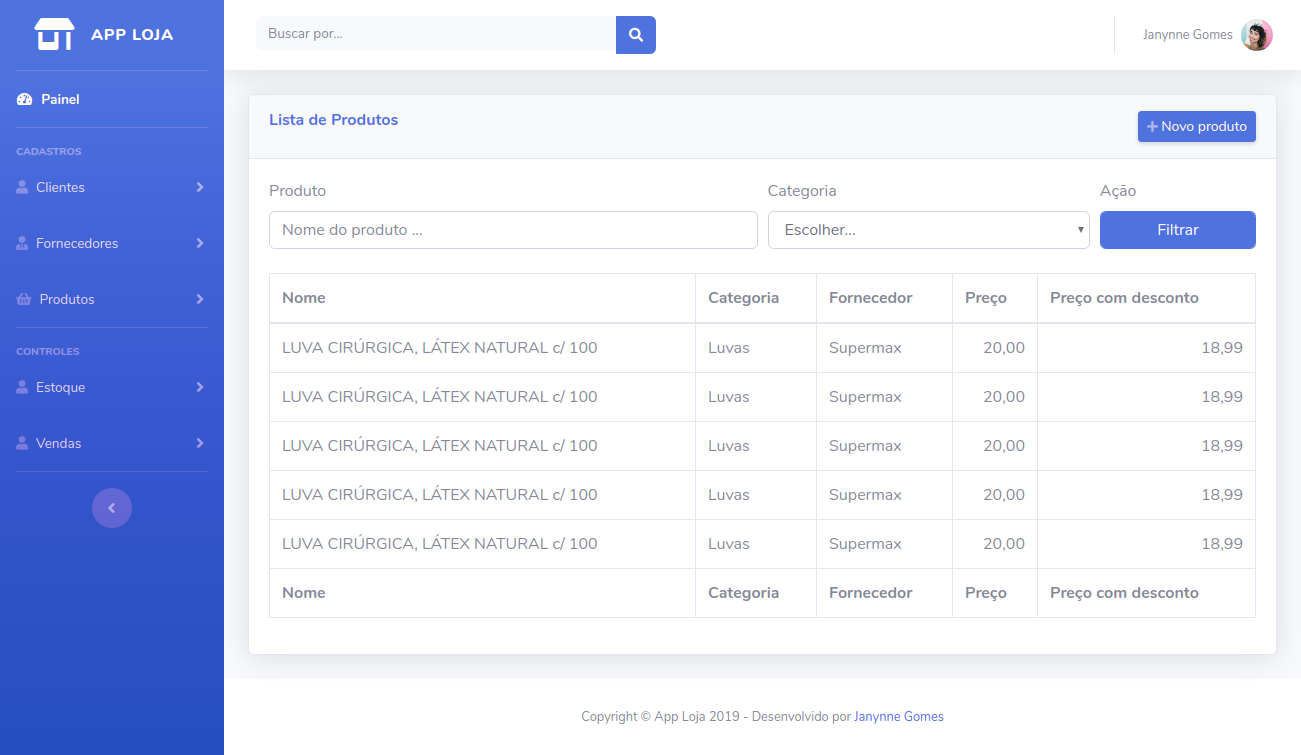 APP LOJA
Buscar por...
Janynne Gomes
Painel
CADASTROS
Clientes
Fornecedores
Produtos
CONTROLES
Estoque
Vendas
Lista de Produtos
+ Novo produto
Produto Categoria Ação
Nome do produto ... Escolher... Filtrar
Nome Categoria Fornecedor Preço Preço com desconto
LUVA CIRÚRGICA, LÁTEX NATURAL c/ 100 Luvas Supermax 20,00 18,99
LUVA CIRÚRGICA, LÁTEX NATURAL c/ 100 Luvas Supermax 20,00 18,99
LUVA CIRÚRGICA, LÁTEX NATURAL c/ 100 Luvas Supermax 20,00 18,99
LUVA CIRÚRGICA, LÁTEX NATURAL c/ 100 Luvas Supermax 20,00 18,99
LUVA CIRÚRGICA, LÁTEX NATURAL c/ 100 Luvas Supermax 20,00 18,99
Nome Categoria Fornecedor Preço Preço com desconto
Copyright © App Loja 2019 - Desenvolvido por Janynne Gomes